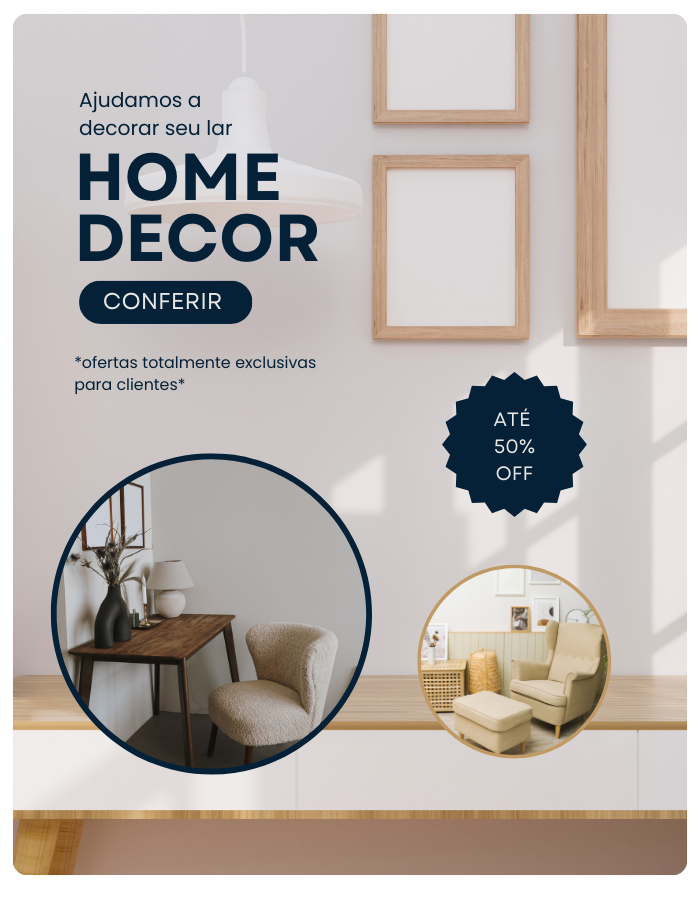 Ajudamos a
decorar seu lar
HOME
DECOR
CONFERIR
*ofertas totalmente exclusivas
para clientes*
ATÉ
50%
OFF